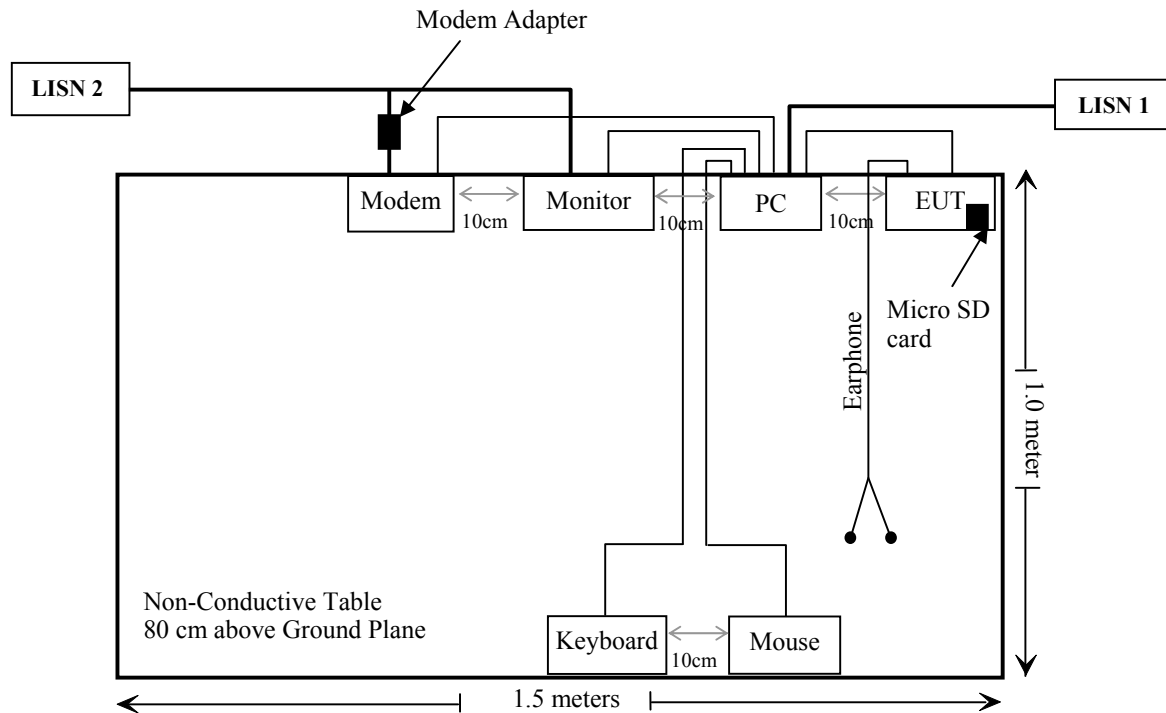 Modem Adapter
LISN 2
LISN 1
Modem
Monitor
PC
EUT
10cm
10cm
10cm
Micro SD
card
Earphone
1.0 meter
Non-Conductive Table
80 cm above Ground Plane
Keyboard
Mouse
10cm
1.5 meters